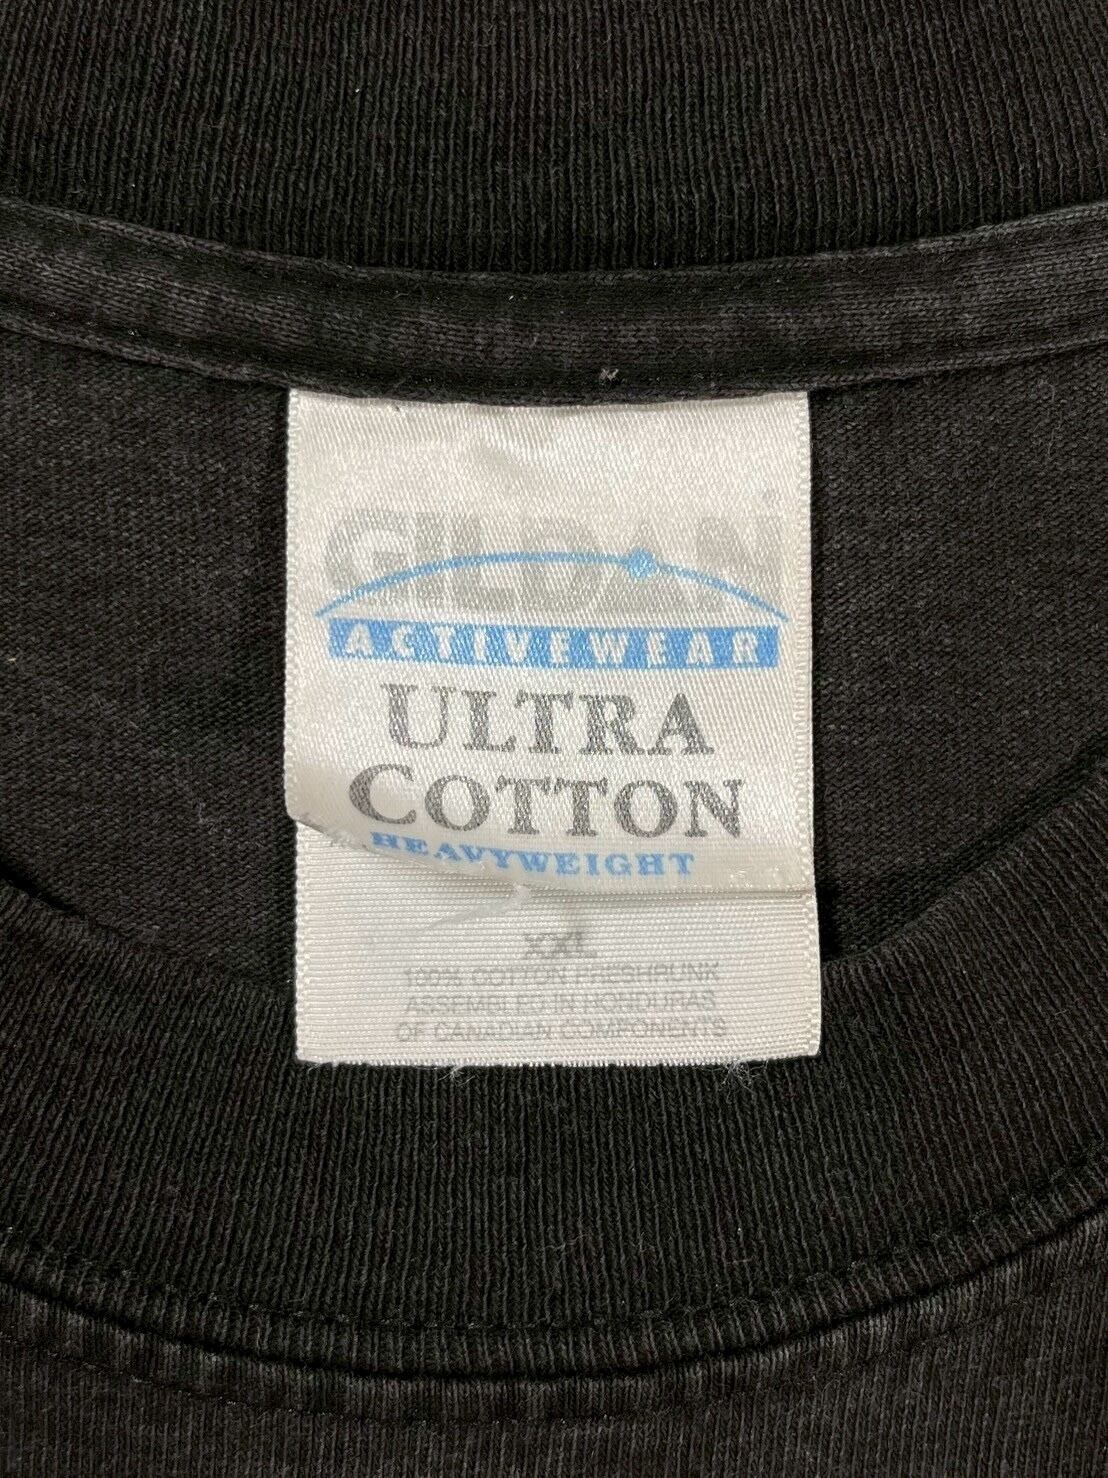 GILDAN
ACTIVEWEAR
ULTRA
COTTON
HEAVYWEIGHT
XXL
100% COTTON PRESHRUNK
ASSEMBLED IN HONDURAS
OF CANADIAN COMPONENTS